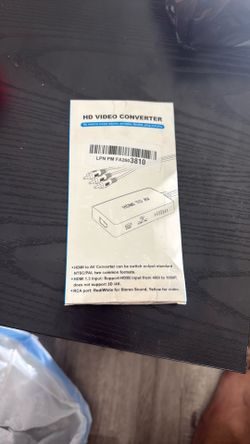 HD VIDEO CONVERTER
LPN PM FA280 3810
HDMI TO AV
•HDMI to AV Converter can be switch output standard
NTSC/PAL two common formats.
•HDMI 1.3 input: Support HDMI input from 480i to 1080P,
does not support 3D /4K.
•RCA port: Red/White for Stereo Sound, Yellow for video.